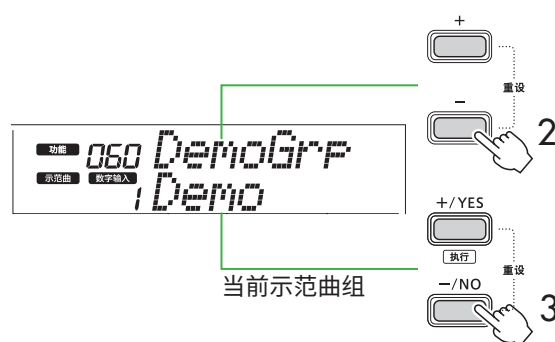 +
重设
−
2
功能 060 DemoGrp
示范曲 数字输入 1 Demo
+/YES
执行
重设
当前示范曲组
−/NO
3